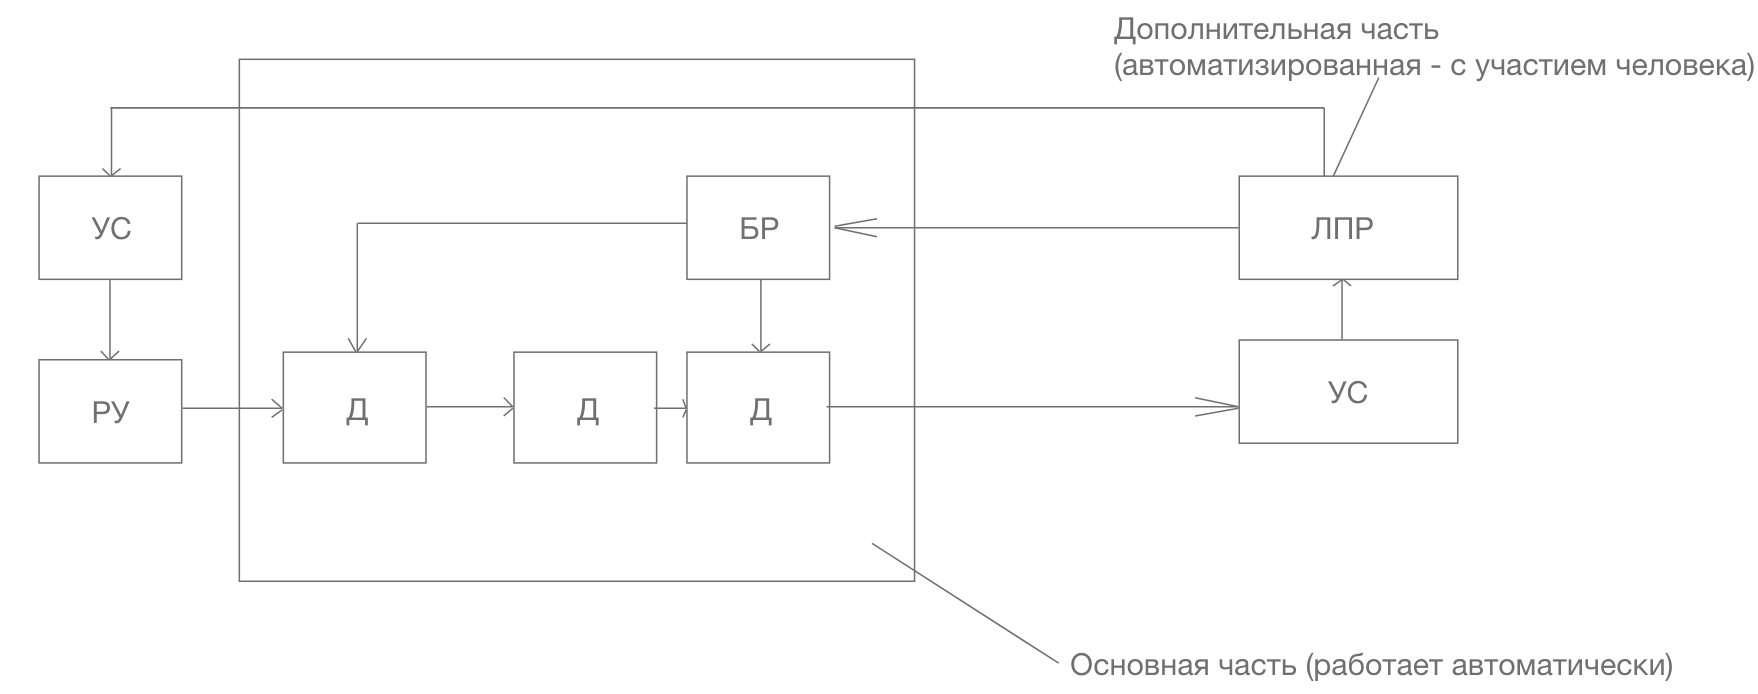 Дополнительная часть
(автоматизированная - с участием человека)
УС
БР
ЛПР
РУ
Д
Д
Д
УС
Основная часть (работает автоматически)